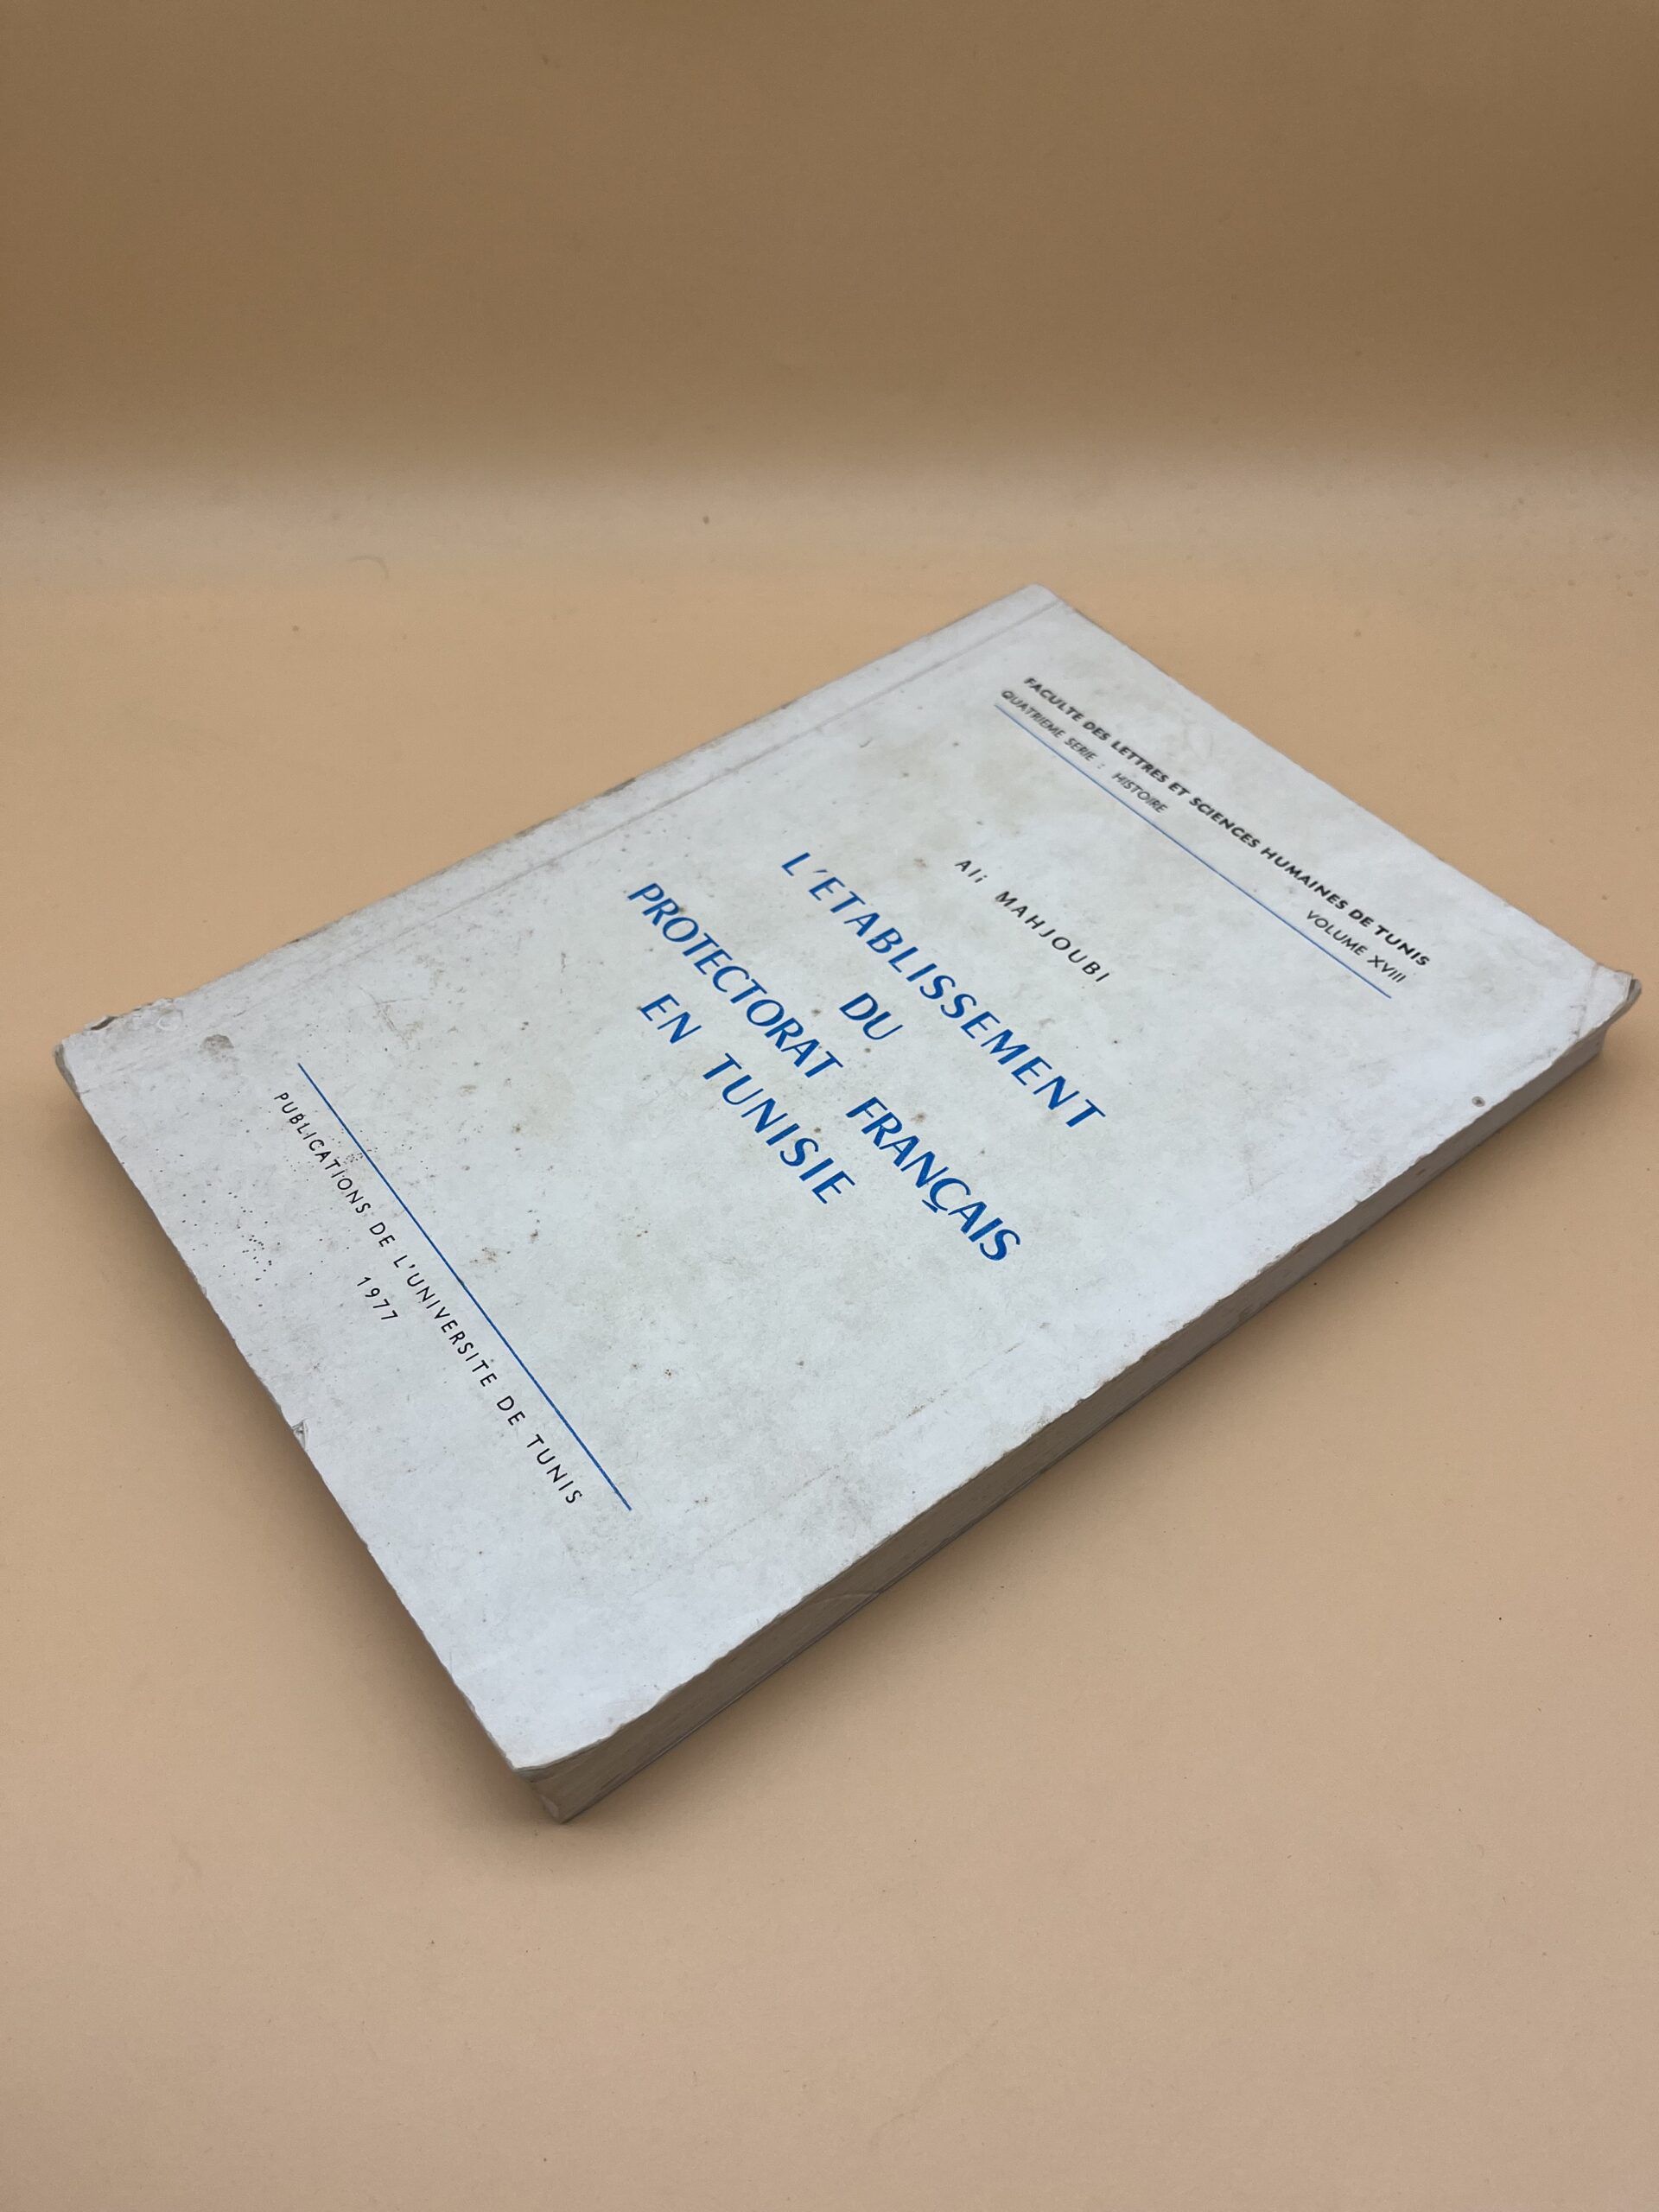 FACULTE DES LETTRES ET SCIENCES HUMAINES DE TUNIS
QUATRIEME SERIE : HISTOIRE VOLUME XVIII
Ali MAHJOUBI
L'ETABLISSEMENT
DU
PROTECTORAT FRANÇAIS
EN TUNISIE
PUBLICATIONS DE L'UNIVERSITE DE TUNIS
1977